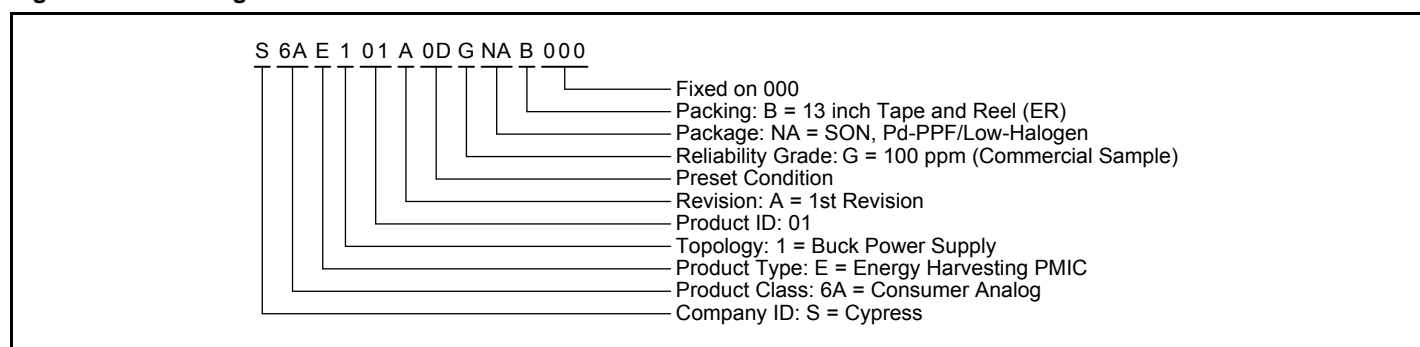 S 6A E 1 01 A 0D G NA B 000
Fixed on 000
Packing: B = 13 inch Tape and Reel (ER)
Package: NA = SON, Pd-PPF/Low-Halogen
Reliability Grade: G = 100 ppm (Commercial Sample)
Preset Condition
Revision: A = 1st Revision
Product ID: 01
Topology: 1 = Buck Power Supply
Product Type: E = Energy Harvesting PMIC
Product Class: 6A = Consumer Analog
Company ID: S = Cypress